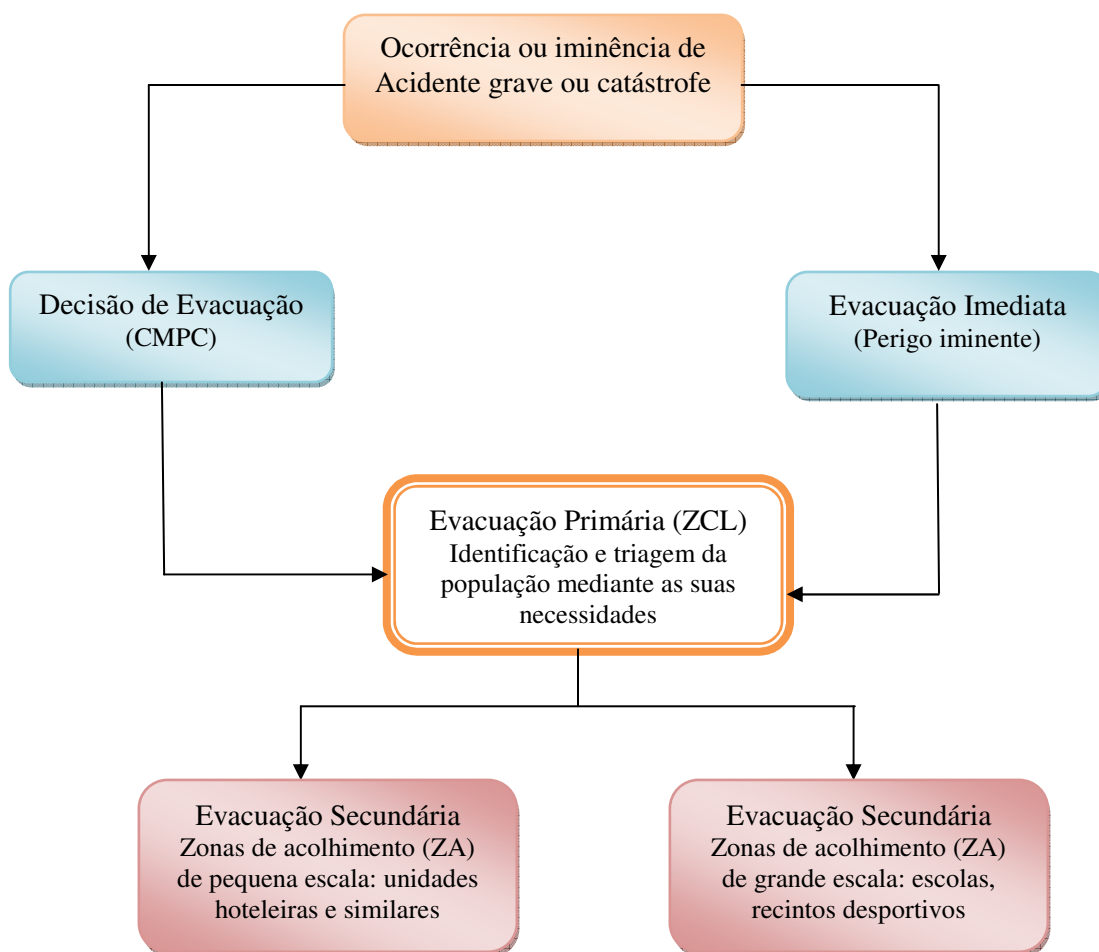 Ocorrência ou iminência de
Acidente grave ou catástrofe
Decisão de Evacuação
(CMPC)
Evacuação Imediata
(Perigo iminente)
Evacuação Primária (ZCL)
Identificação e triagem da
população mediante as suas
necessidades
Evacuação Secundária
Zonas de acolhimento (ZA)
de pequena escala: unidades
hoteleiras e similares
Evacuação Secundária
Zonas de acolhimento (ZA)
de grande escala: escolas,
recintos desportivos